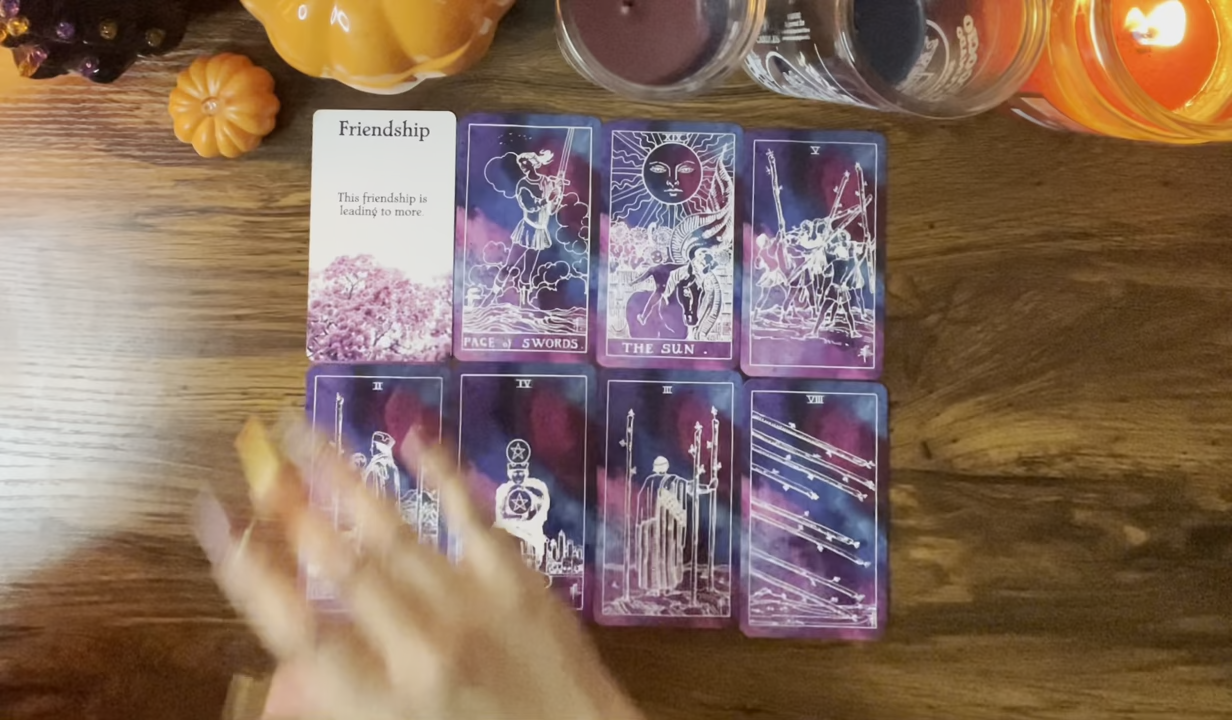 Friendship
This friendship is
leading to more.
PAGE of SWORDS.
XIX
THE SUN.
V
II
IV
III
VIII